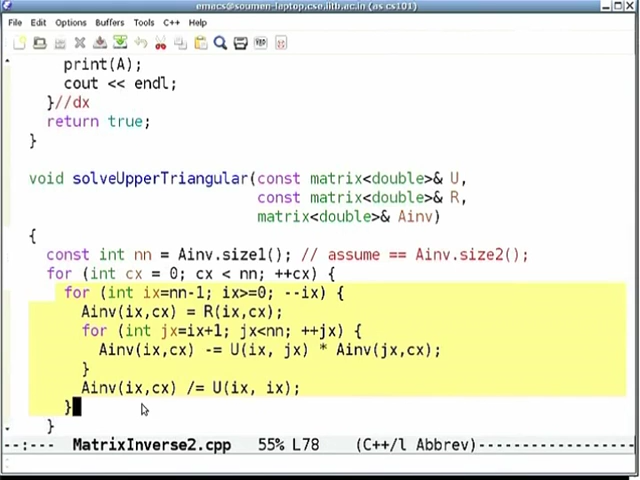 emacs@soumen-laptop.cse.iitb.ac.in (as cs101)
File Edit Options Buffers Tools C++ Help
print(A);
cout << endl;
}//dx
return true;
}
void solveUpperTriangular(const matrix<double>& U,
const matrix<double>& R,
matrix<double>& Ainv)
{
const int nn = Ainv.size1(); // assume == Ainv.size2();
for (int cx = 0; cx < nn; ++cx) {
for (int ix=nn-1; ix>=0; --ix) {
Ainv(ix,cx) = R(ix,cx);
for (int jx=ix+1; jx<nn; ++jx) {
Ainv(ix,cx) -= U(ix, jx) * Ainv(jx,cx);
}
Ainv(ix,cx) /= U(ix, ix);
}
}
--:--- MatrixInverse2.cpp 55% L78 (C++/l Abbrev)----------------